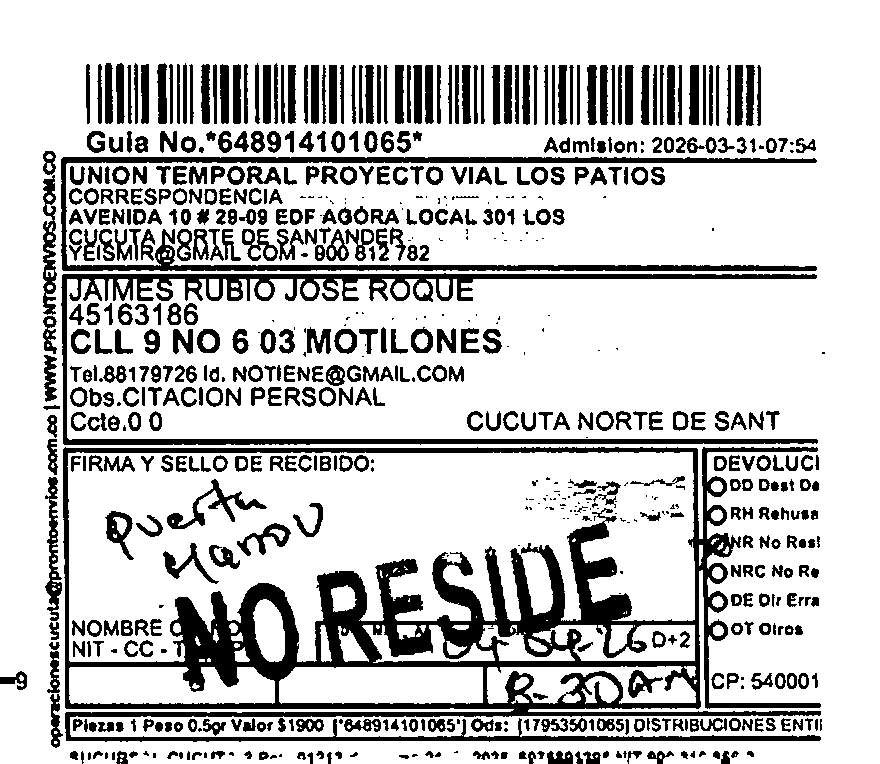 Guia No.*648914101065*
Admision: 2026-03-31-07:54
UNION TEMPORAL PROYECTO VIAL LOS PATIOS
CORRESPONDENCIA
AVENIDA 10 # 29-09 EDF AGORA LOCAL 301 LOS
CUCUTA NORTE DE SANTANDER
YEISMIR@GMAIL COM - 900 812 782
JAIMES RUBIO JOSE ROQUE
45163186
CLL 9 NO 6 03 MOTILONES
Tel.88179726 Id. NOTIENE@GMAIL.COM
Obs.CITACION PERSONAL
Ccte.0 0
CUCUTA NORTE DE SANT
operacionescucuta@prontoenvios.com.co | WWW.PRONTOENVIOS.COM.CO
FIRMA Y SELLO DE RECIBIDO:
Puerta
Marron
NO RESIDE
NOMBRE
NIT - CC -
D+2
8-30 AM
DEVOLUCI
DD Dest De
RH Rehusa
NR No Resi
NRC No Re
DE Dir Erra
OT Otros
CP: 540001
9
Piezas 1 Peso 0.5gr Valor $1900 [*648914101065*] Ods: [17953501065] DISTRIBUCIONES ENTI